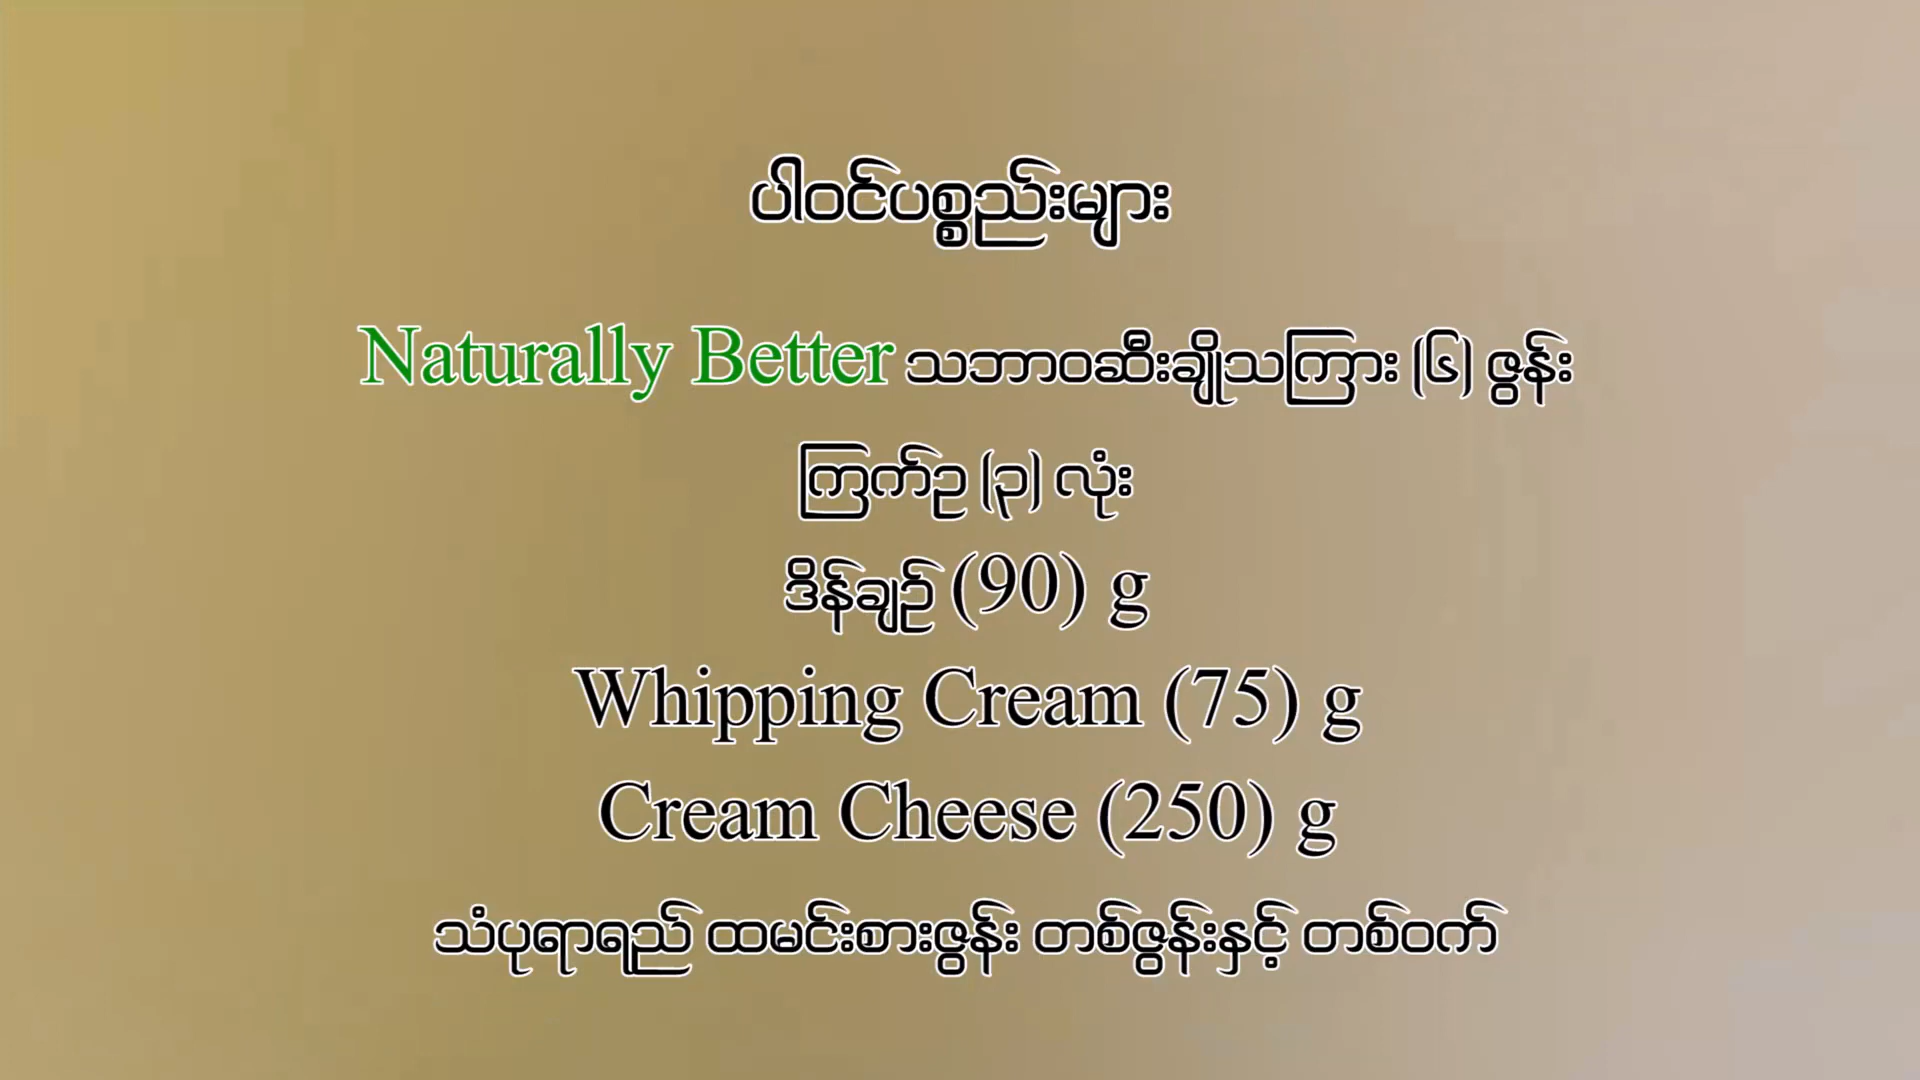 ပါဝင်ပစ္စည်းများ
Naturally Better သဘာဝဆီးချိုသကြား (၆) ဇွန်း
ကြက်ဥ (၃) လုံး
ဒိန်ချဉ် (90) g
Whipping Cream (75) g
Cream Cheese (250) g
သံပုရာရည် ထမင်းစားဇွန်း တစ်ဇွန်းနှင့် တစ်ဝက်